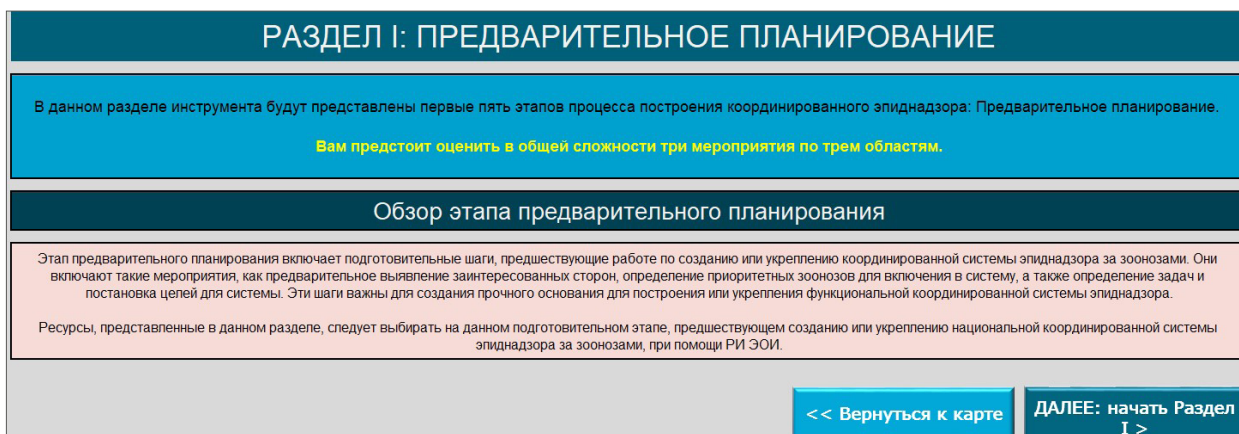 РАЗДЕЛ I: ПРЕДВАРИТЕЛЬНОЕ ПЛАНИРОВАНИЕ
В данном разделе инструмента будут представлены первые пять этапов процесса построения координированного эпиднадзора: Предварительное планирование.
Вам предстоит оценить в общей сложности три мероприятия по трем областям.
Обзор этапа предварительного планирования
Этап предварительного планирования включает подготовительные шаги, предшествующие работе по созданию или укреплению координированной системы эпиднадзора за зоонозами. Они
включают такие мероприятия, как предварительное выявление заинтересованных сторон, определение приоритетных зоонозов для включения в систему, а также определение задач и
постановка целей для системы. Эти шаги важны для создания прочного основания для построения или укрепления функциональной координированной системы эпиднадзора.
Ресурсы, представленные в данном разделе, следует выбирать на данном подготовительном этапе, предшествующем созданию или укреплению национальной координированной системы
эпиднадзора за зоонозами, при помощи РИ ЭОИ.
<< Вернуться к карте
ДАЛЕЕ: начать Раздел
I >